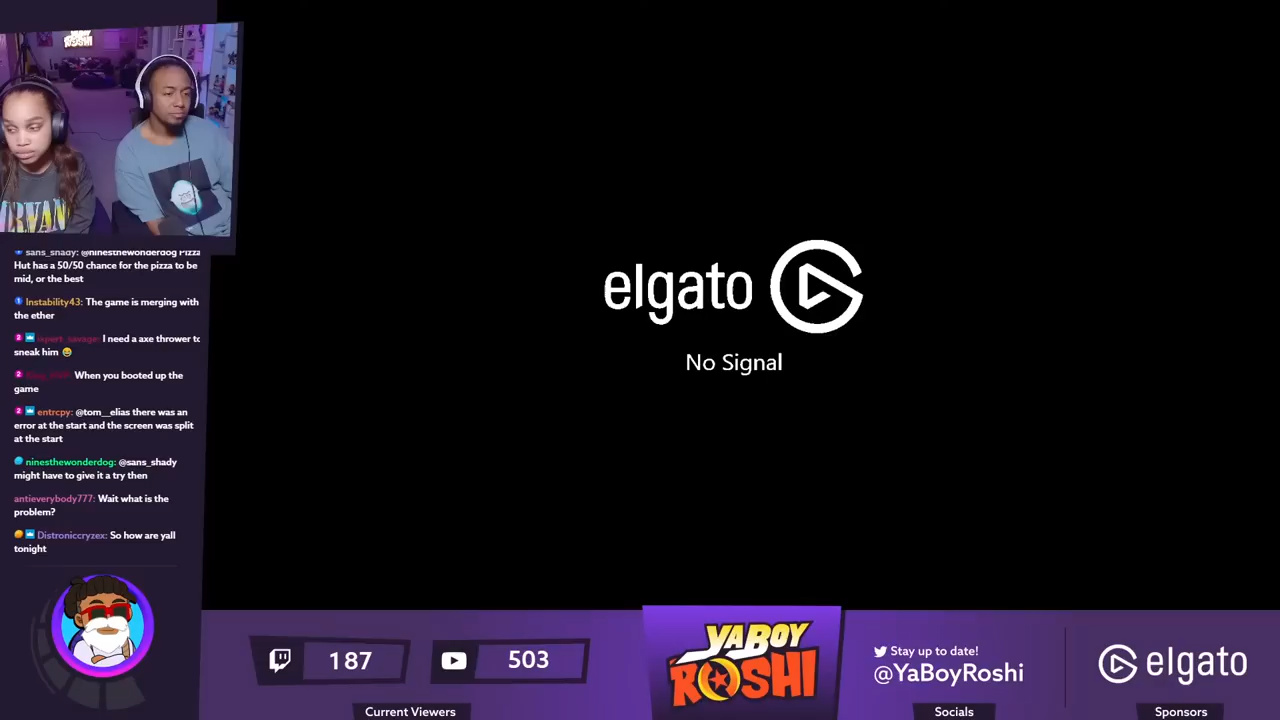 YABOY
ROSHI
NIRVAN
sans_shady: @ninesthewonderdog Pizza
Hut has a 50/50 chance for the pizza to be
mid, or the best
Instability43: The game is merging with
the ether
I need a axe thrower to
sneak him
When you booted up the
game
entrcpy: @tom__elias there was an
error at the start and the screen was split
at the start
ninesthewonderdog: @sans_shady
might have to give it a try then
antieverybody777: Wait what is the
problem?
Distroniccryzex: So how are yall
tonight
elgato
No Signal
187
503
Current Viewers
YABOY
ROSHI
Stay up to date!
@YaBoyRoshi
Socials
elgato
Sponsors